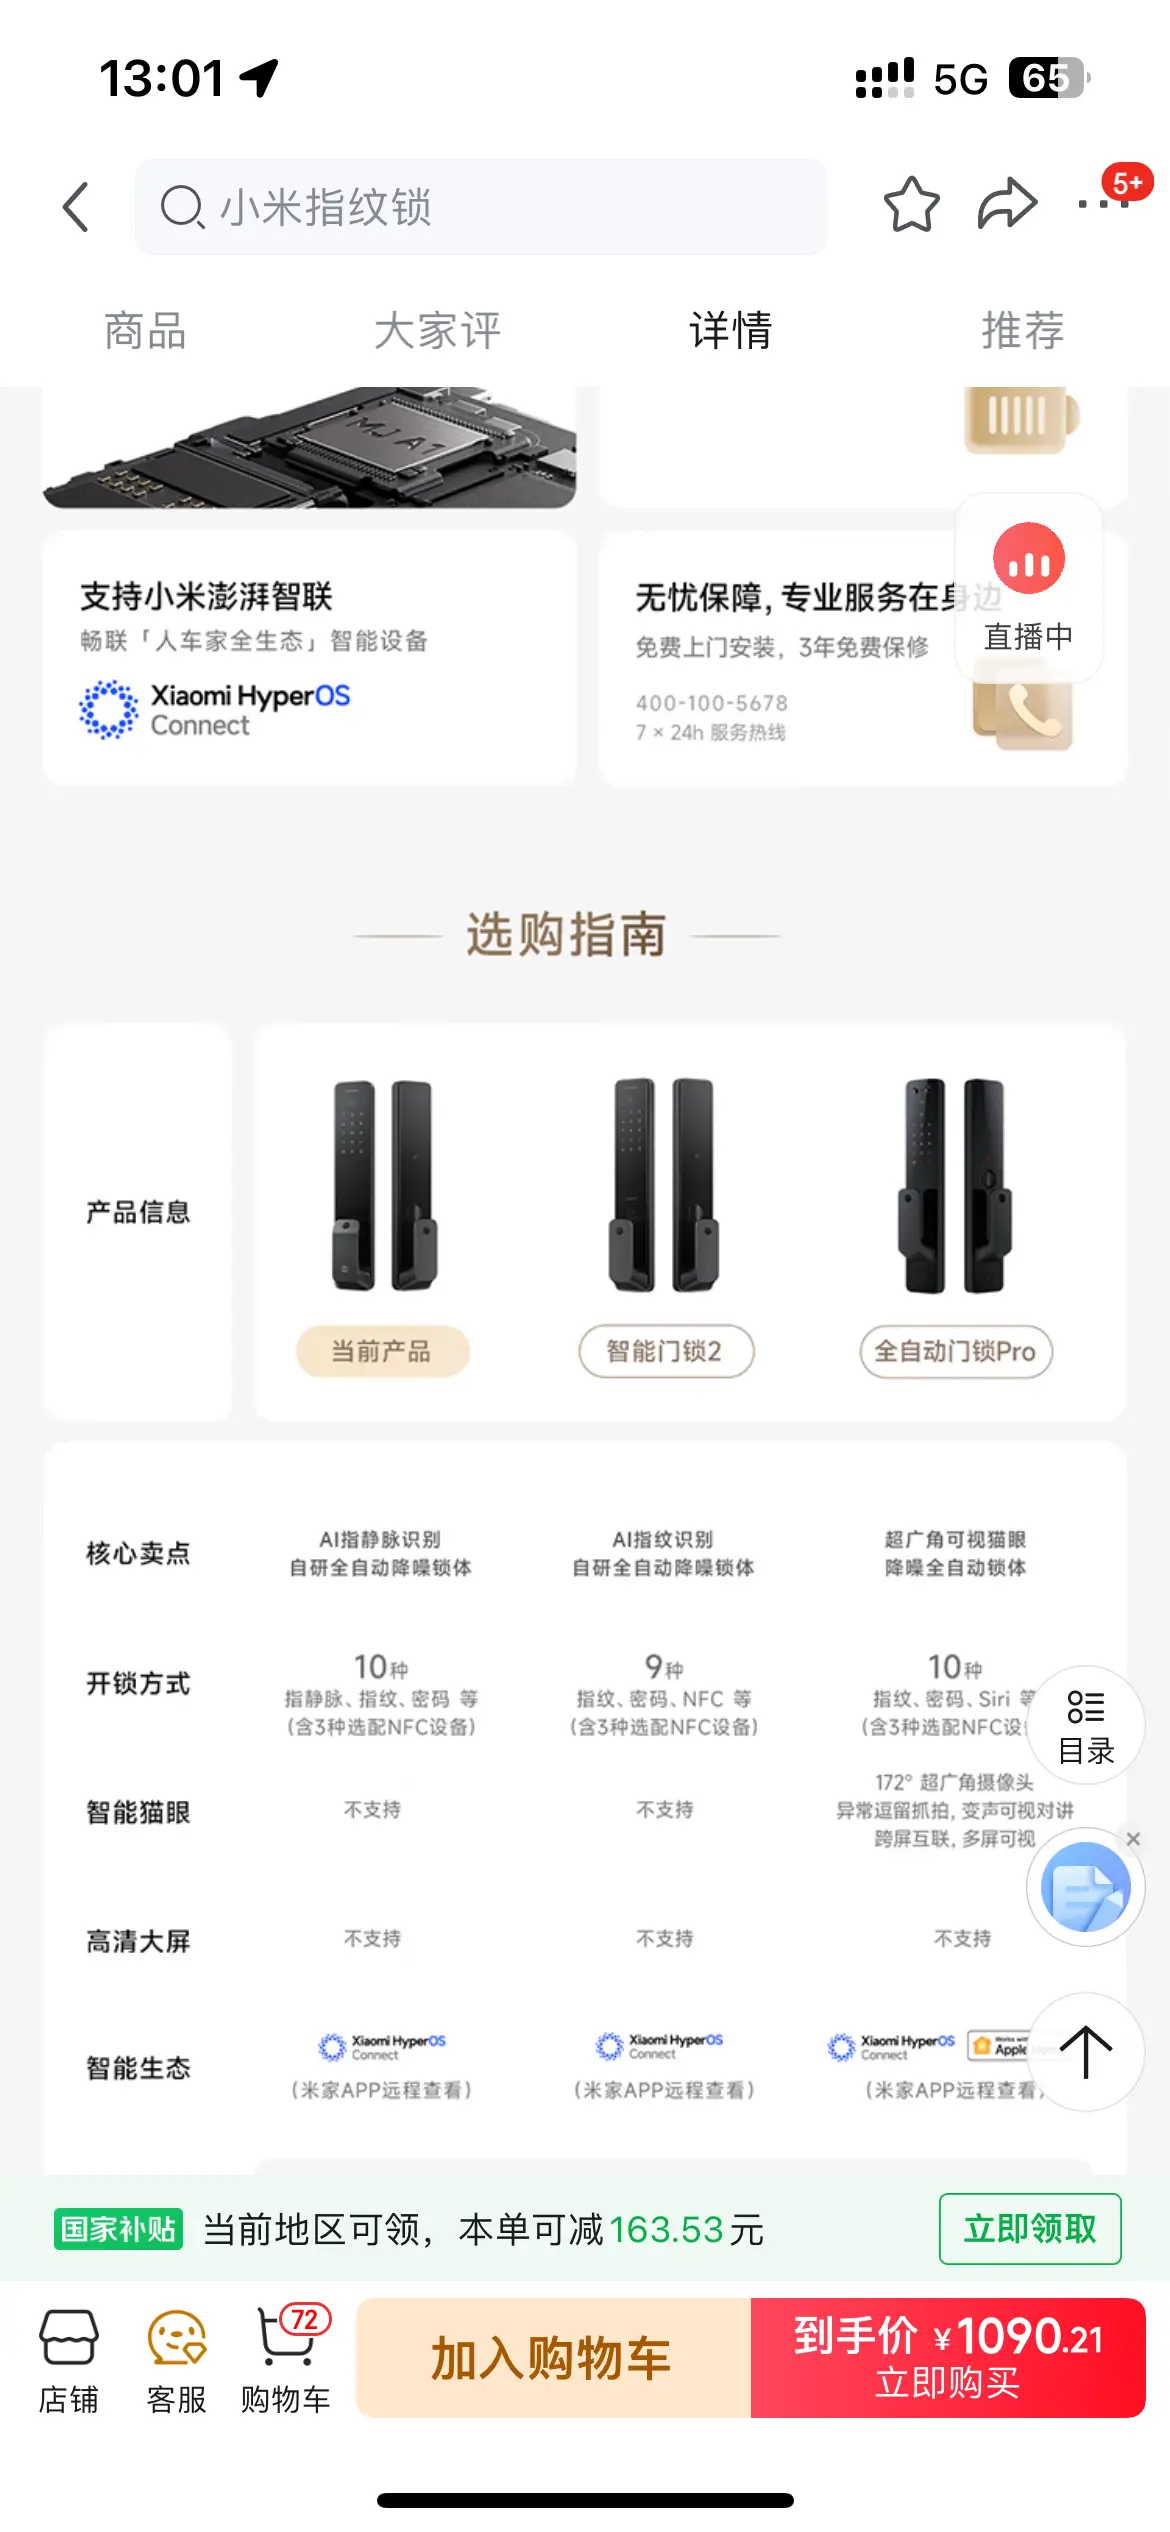 13:01
5G
65
小米指纹锁
5+
商品
大家评
详情
推荐
MJ A1
支持小米澎湃智联
畅联「人车家全生态」智能设备
Xiaomi HyperOS
Connect
无忧保障，专业服务在身边
免费上门安装，3年免费保修
400-100-5678
7 × 24h 服务热线
直播中
选购指南
产品信息
当前产品
智能门锁2
全自动门锁Pro
核心卖点
AI指静脉识别
自研全自动降噪锁体
AI指纹识别
自研全自动降噪锁体
超广角可视猫眼
降噪全自动锁体
开锁方式
10种
指静脉、指纹、密码 等
（含3种选配NFC设备）
9种
指纹、密码、NFC 等
（含3种选配NFC设备）
10种
指纹、密码、Siri 等
（含3种选配NFC设
目录
智能猫眼
不支持
不支持
172° 超广角摄像头
异常逗留抓拍，变声可视对讲
跨屏互联，多屏可视
高清大屏
不支持
不支持
不支持
智能生态
Xiaomi HyperOS
Connect
（米家APP远程查看）
Xiaomi HyperOS
Connect
（米家APP远程查看）
Xiaomi HyperOS
Connect
Works with
Apple
（米家APP远程查看）
国家补贴
当前地区可领，本单可减163.53元
立即领取
店铺
客服
72
购物车
加入购物车
到手价 ¥1090.21
立即购买